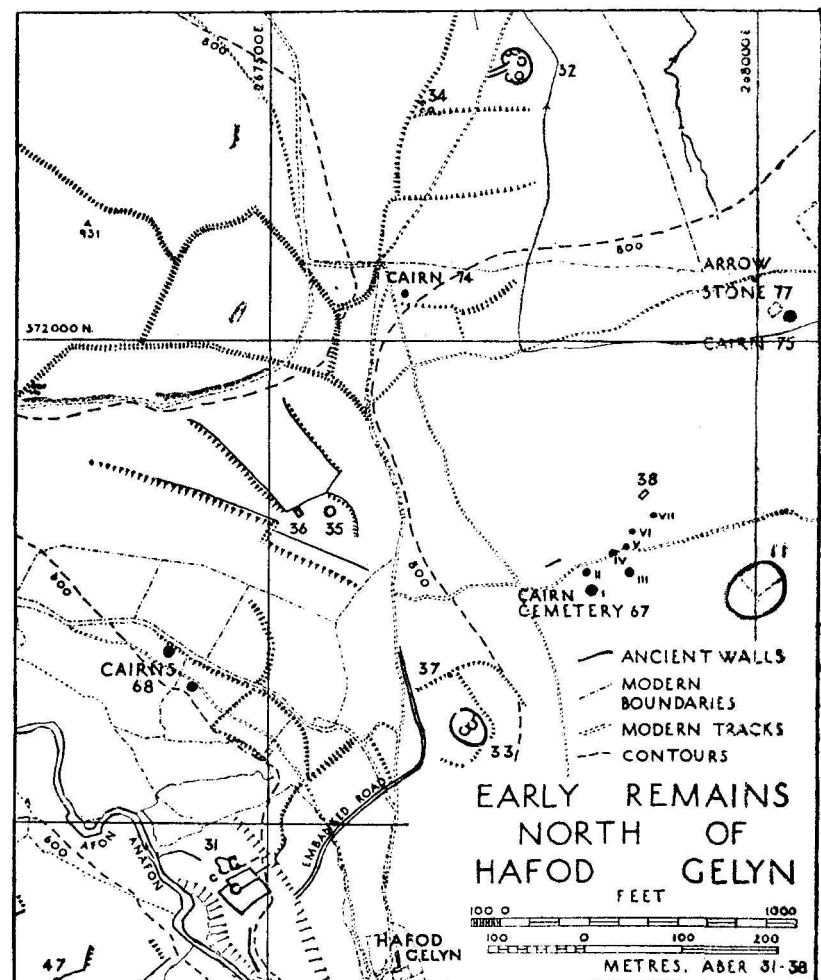 800
267500E
268000E
32
34
931
800
CAIRN 74
ARROW
STONE 77
372000 N.
CAIRN 75
38
VII
VI
V
IV
36
35
800
II
III
I
CAIRN
CEMETERY 67
600
CAIRNS
68
37
33
ANCIENT WALLS
MODERN
BOUNDARIES
MODERN TRACKS
CONTOURS
EMBANKED ROAD
EARLY REMAINS
NORTH OF
HAFOD GELYN
AFON
ANAFON
31
600
FEET
100 0
1000
100
0
100
200
METRES. ABER 31-38
HAFOD
GELYN
47